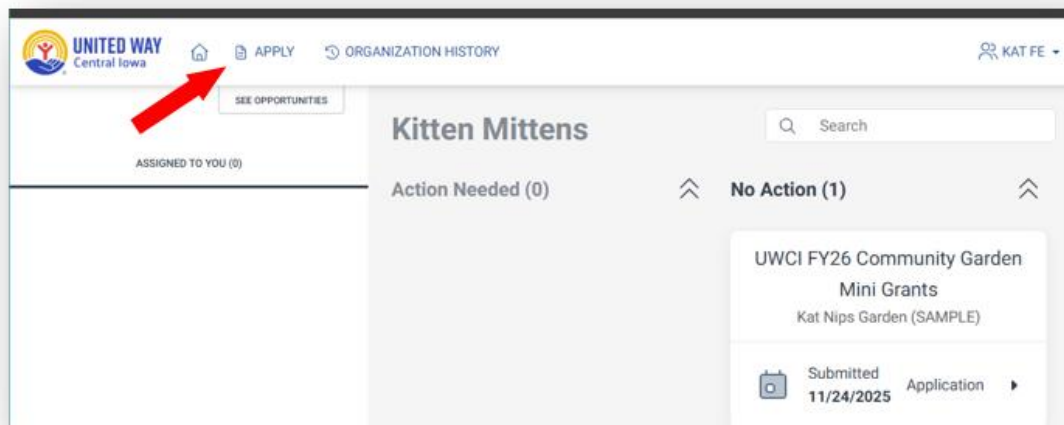 UNITED WAY
Central Iowa
APPLY
ORGANIZATION HISTORY
KAT FE
SEE OPPORTUNITIES
ASSIGNED TO YOU (0)
Kitten Mittens
Search
Action Needed (0)
No Action (1)
UWCI FY26 Community Garden
Mini Grants
Kat Nips Garden (SAMPLE)
Submitted
11/24/2025
Application